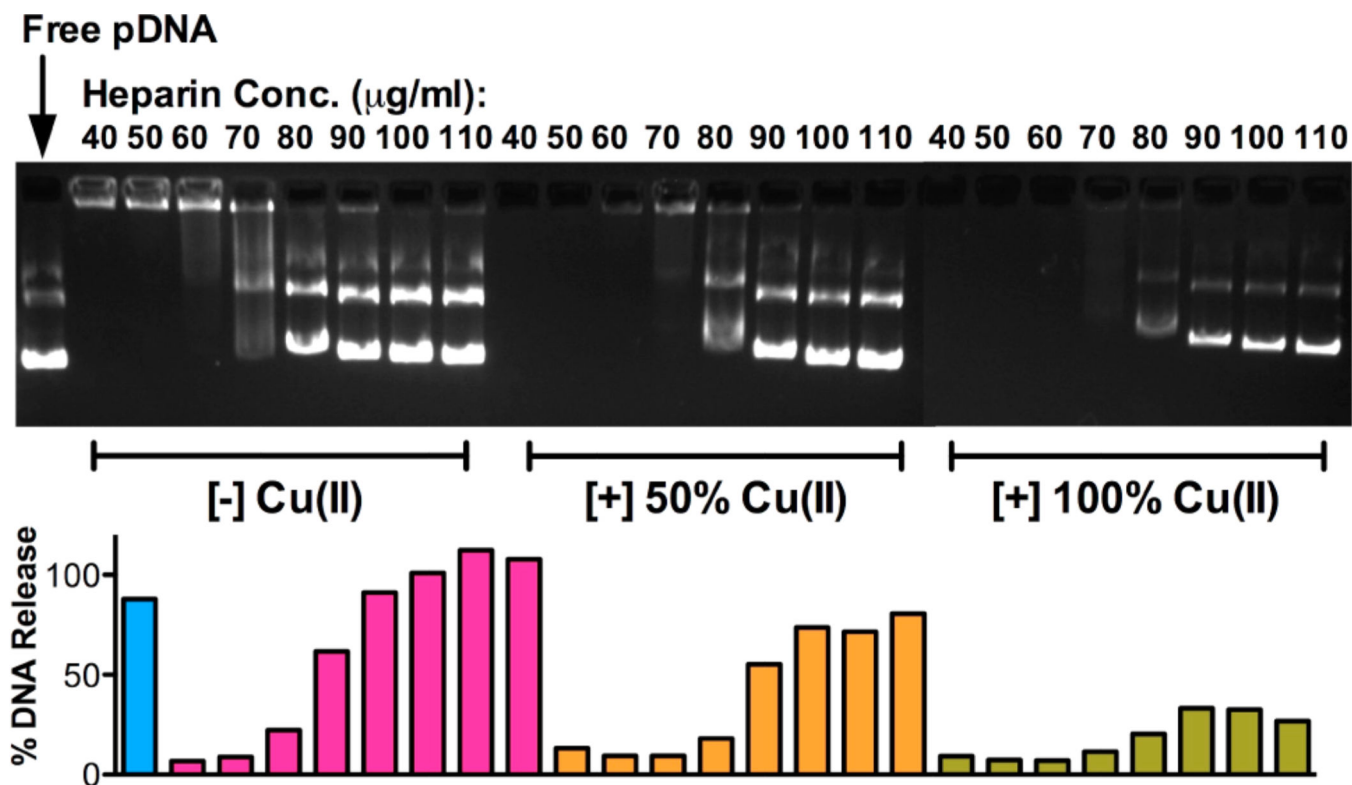 Free pDNA
Heparin Conc. (μg/ml):
40 50 60 70 80 90 100 110 40 50 60 70 80 90 100 110 40 50 60 70 80 90 100 110
[-] Cu(II) [+] 50% Cu(II) [+] 100% Cu(II)
% DNA Release
100
50
0